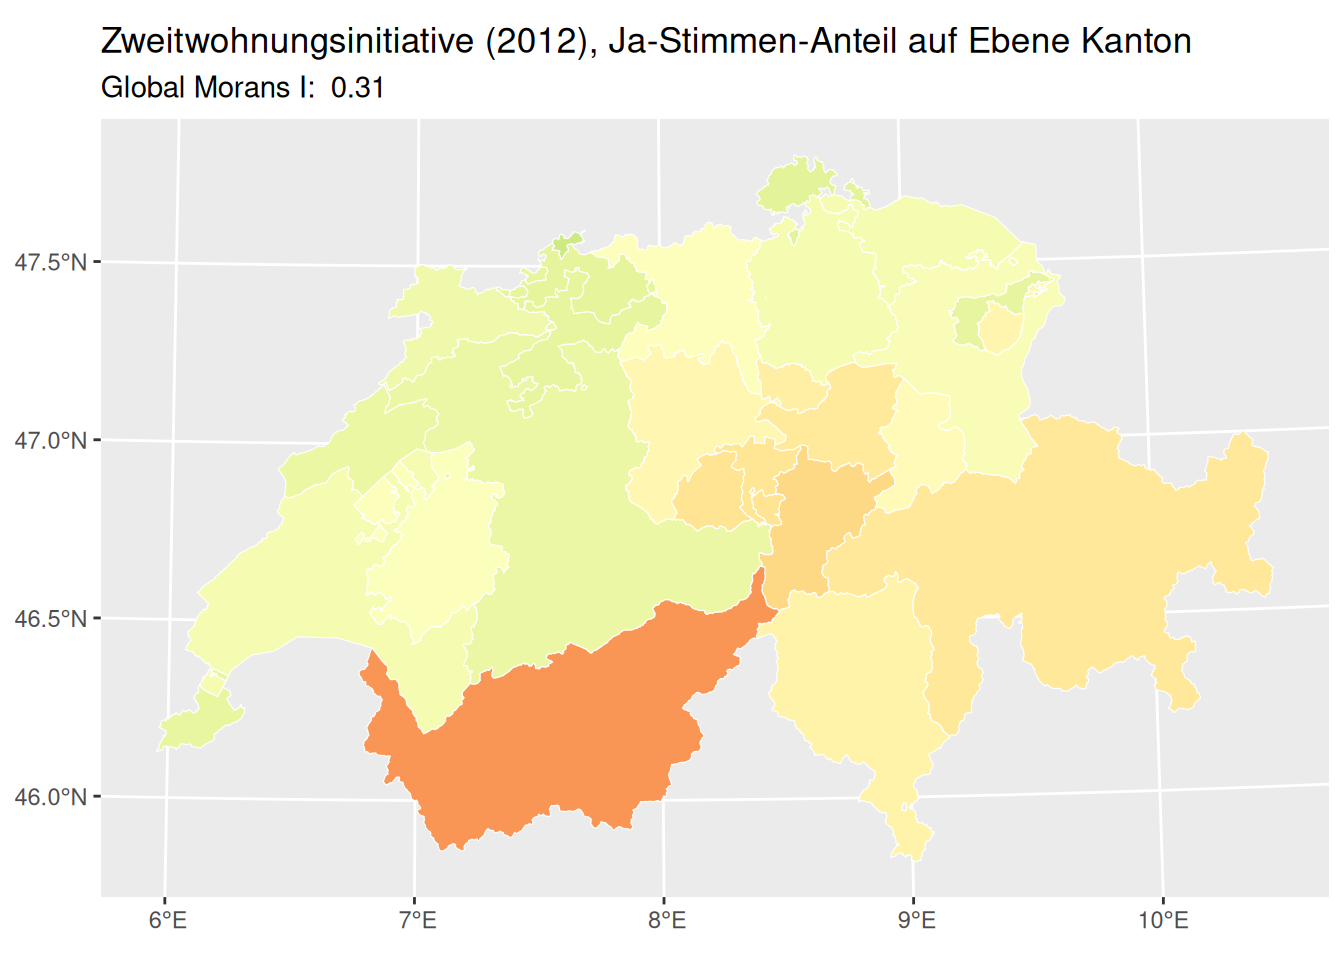 Zweitwohnungsinitiative (2012), Ja-Stimmen-Anteil auf Ebene Kanton
Global Morans I:  0.31
47.5°N
47.0°N
46.5°N
46.0°N
6°E
7°E
8°E
9°E
10°E